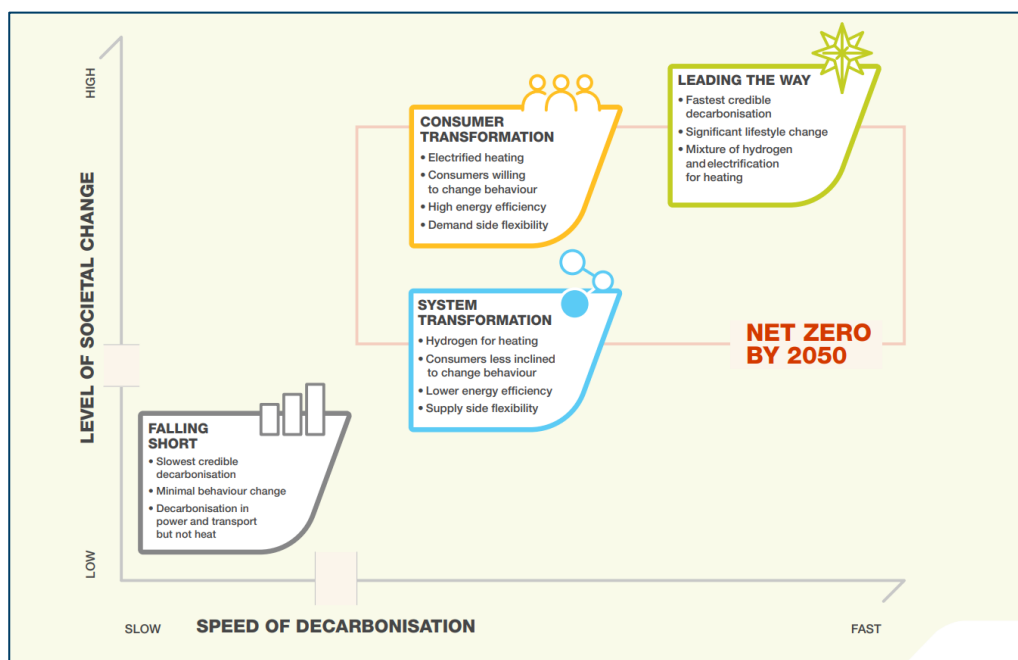 HIGH
LEVEL OF SOCIETAL CHANGE
LOW
CONSUMER
TRANSFORMATION
• Electrified heating
• Consumers willing
to change behaviour
• High energy efficiency
• Demand side flexibility
LEADING THE WAY
• Fastest credible
decarbonisation
• Significant lifestyle change
• Mixture of hydrogen
and electrification
for heating
SYSTEM
TRANSFORMATION
• Hydrogen for heating
• Consumers less inclined
to change behaviour
• Lower energy efficiency
• Supply side flexibility
NET ZERO
BY 2050
FALLING
SHORT
• Slowest credible
decarbonisation
• Minimal behaviour change
• Decarbonisation in
power and transport
but not heat
SLOW
SPEED OF DECARBONISATION
FAST